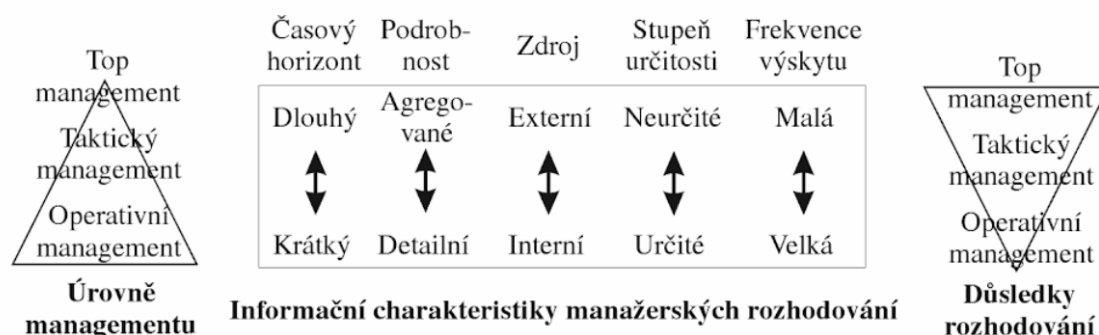 Top
management
Taktický
management
Operativní
management
Úrovně
managementu
Časový
horizont
Podrob-
nost
Zdroj
Stupeň
určitosti
Frekvence
výskytu
Dlouhý
Agrego-
vané
Externí
Neurčité
Malá
Krátký
Detailní
Interní
Určité
Velká
Informační charakteristiky manažerských rozhodování
Top
management
Taktický
management
Operativní
management
Důsledky
rozhodování